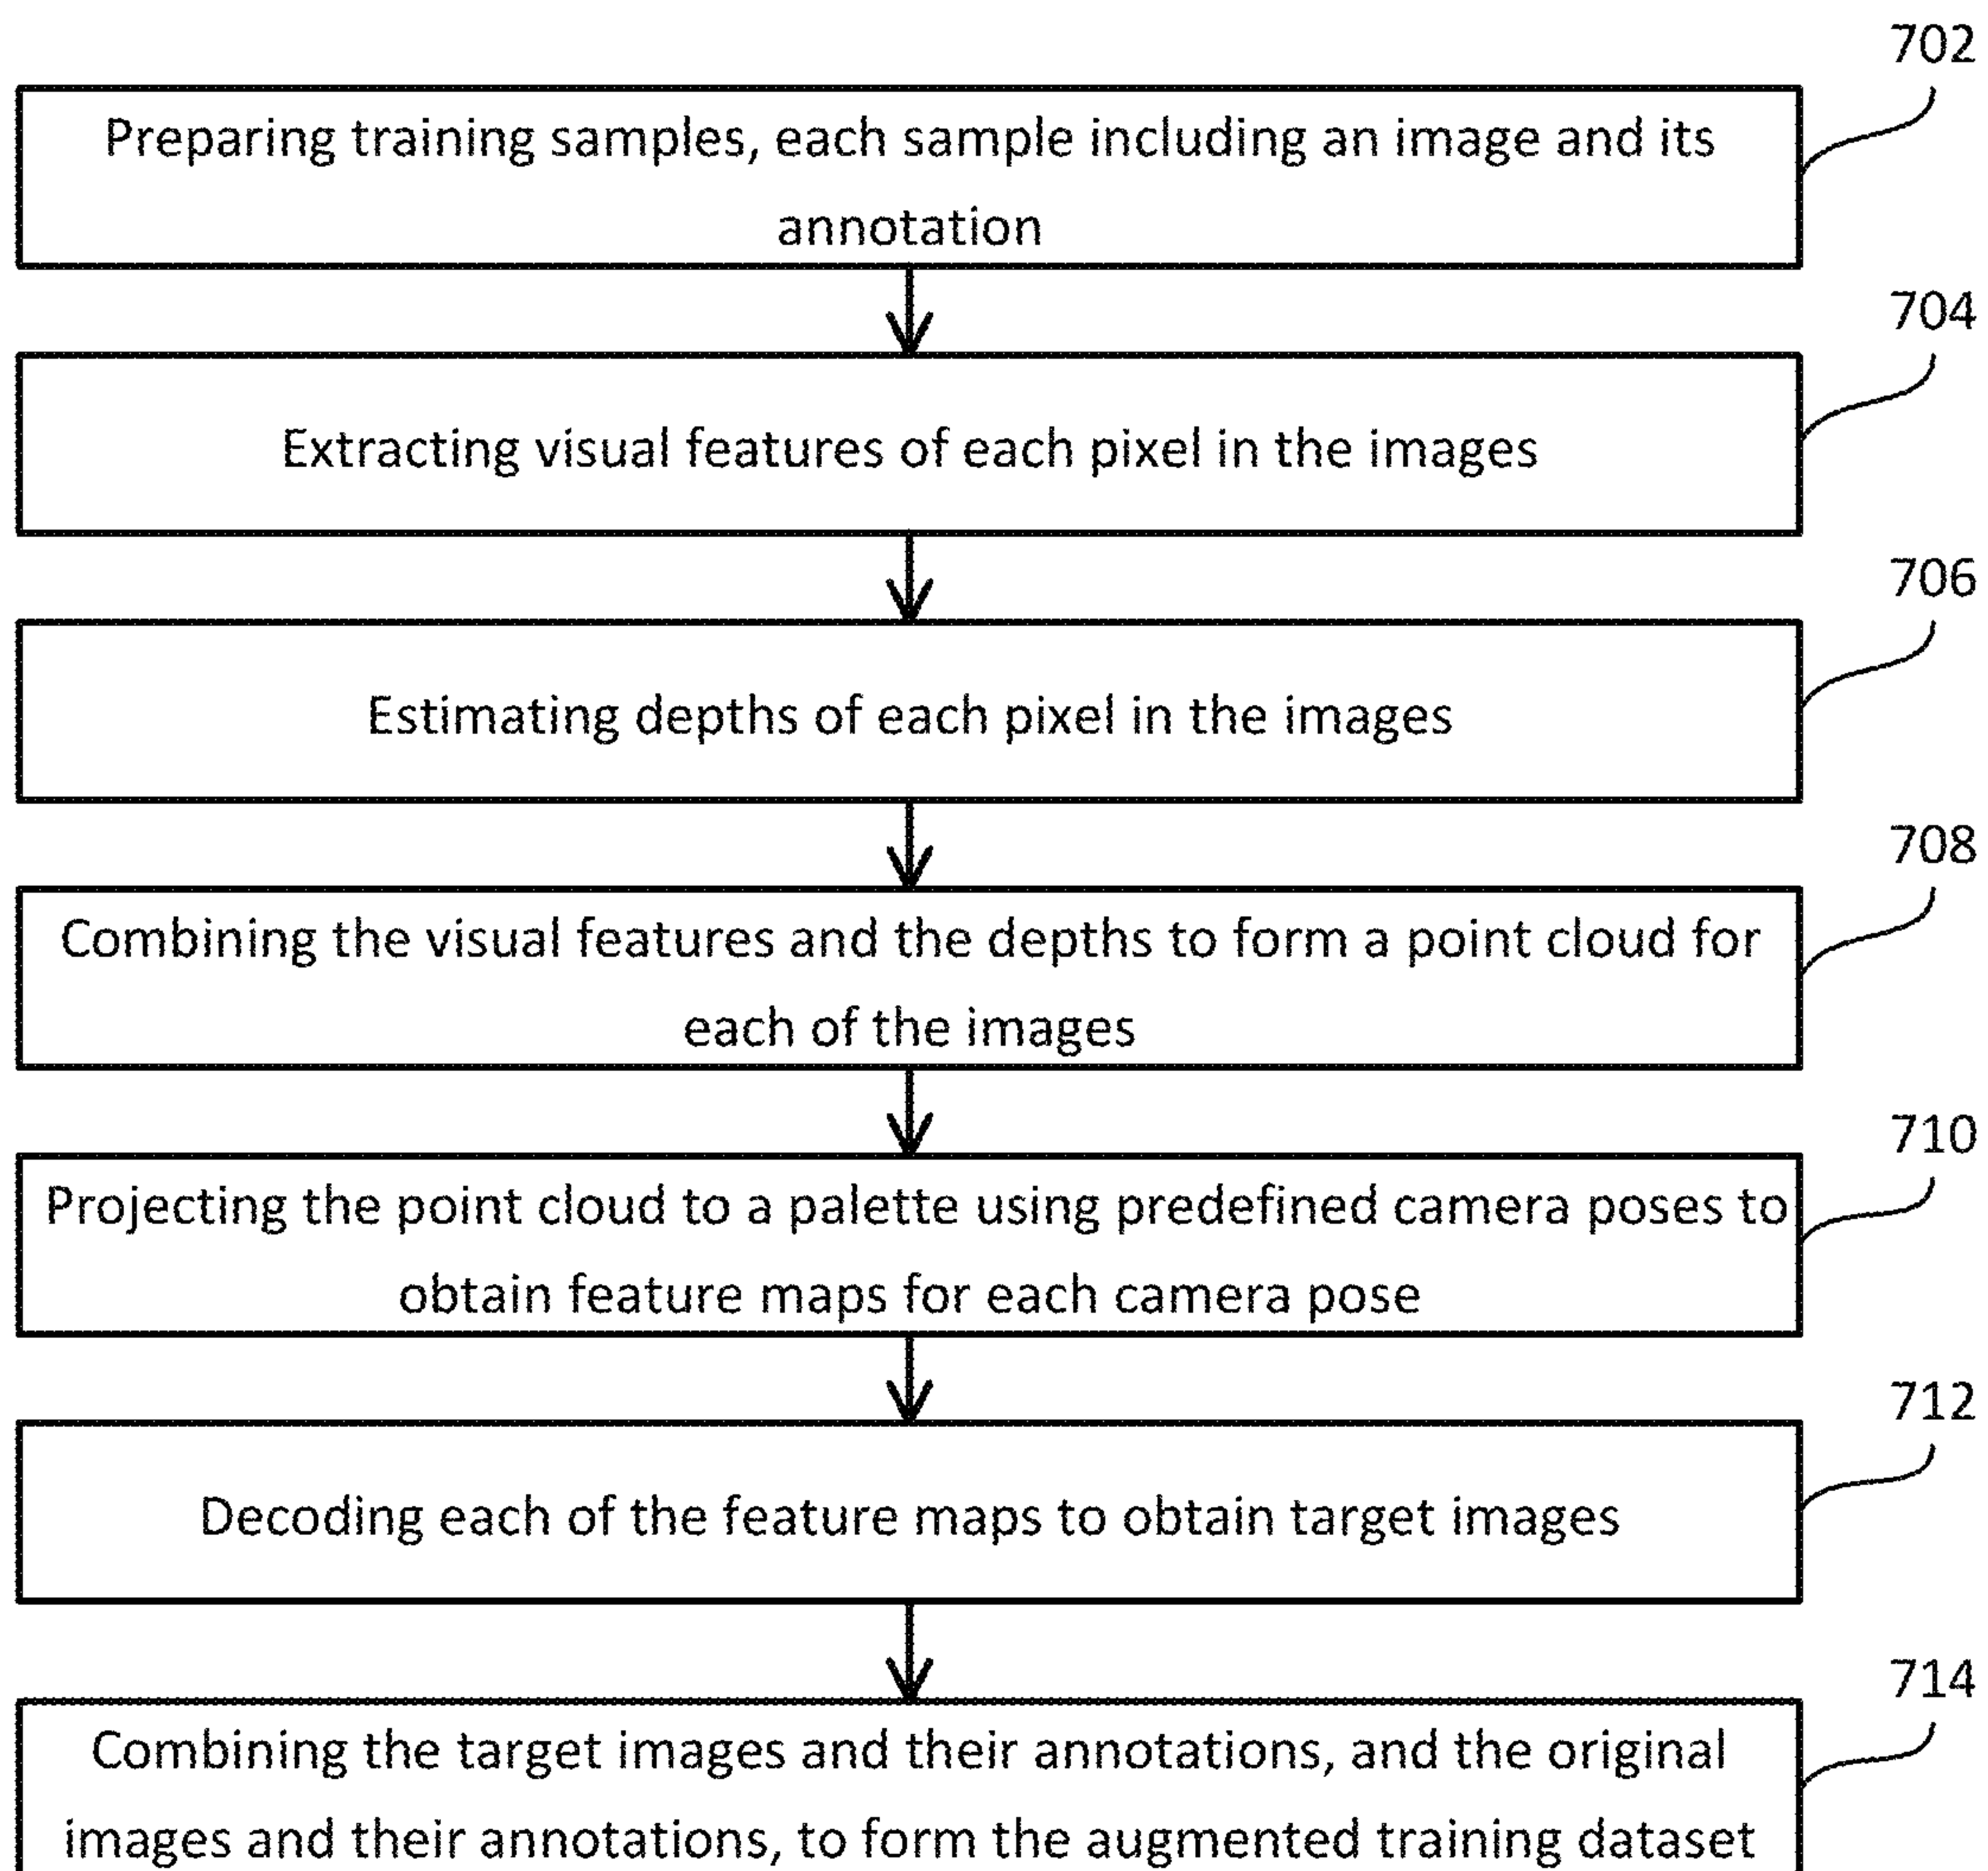 702
Preparing training samples, each sample including an image and its
annotation
704
Extracting visual features of each pixel in the images
706
Estimating depths of each pixel in the images
708
Combining the visual features and the depths to form a point cloud for
each of the images
710
Projecting the point cloud to a palette using predefined camera poses to
obtain feature maps for each camera pose
712
Decoding each of the feature maps to obtain target images
714
Combining the target images and their annotations, and the original
images and their annotations, to form the augmented training dataset